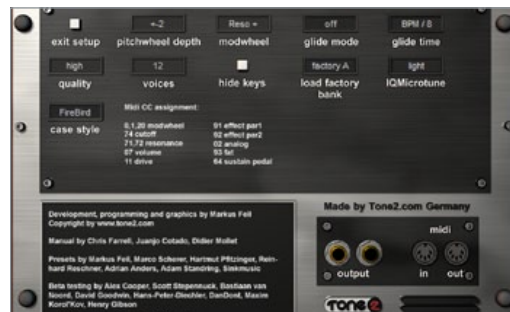 +-2
Reso +
off
BPM / 8
exit setup
pitchwheel depth
modwheel
glide mode
glide time
high
12
factory A
light
quality
voices
hide keys
load factory
bank
IQMicrotune
FireBird
case style
Midi CC assignment:
0,1,20 modwheel
74 cutoff
71,72 resonance
07 volume
11 drive
91 effect par1
92 effect par2
02 analog
93 fat
64 sustain pedal
Development, programming and graphics by Markus Feil
Copyright by www.tone2.com
Manual by Chris Farrell, Juanjo Cotado, Didier Mollet
Presets by Markus Feil, Marco Scherer, Hartmut Pfitzinger, Rein-
hard Reschner, Adrian Anders, Adam Standring, Simkmusic
Beta testing by Alex Cooper, Scott Stepennuck, Bastiaan van
Noord, David Goodwin, Hans-Peter-Blechler, DanDont, Maxim
Korol'Kov, Henry Gibson
Made by Tone2.com Germany
midi
output
in
out
TONE2